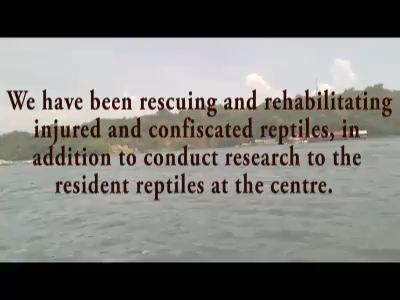 We have been rescuing and rehabilitating
injured and confiscated reptiles, in
addition to conduct research to the
resident reptiles at the centre.